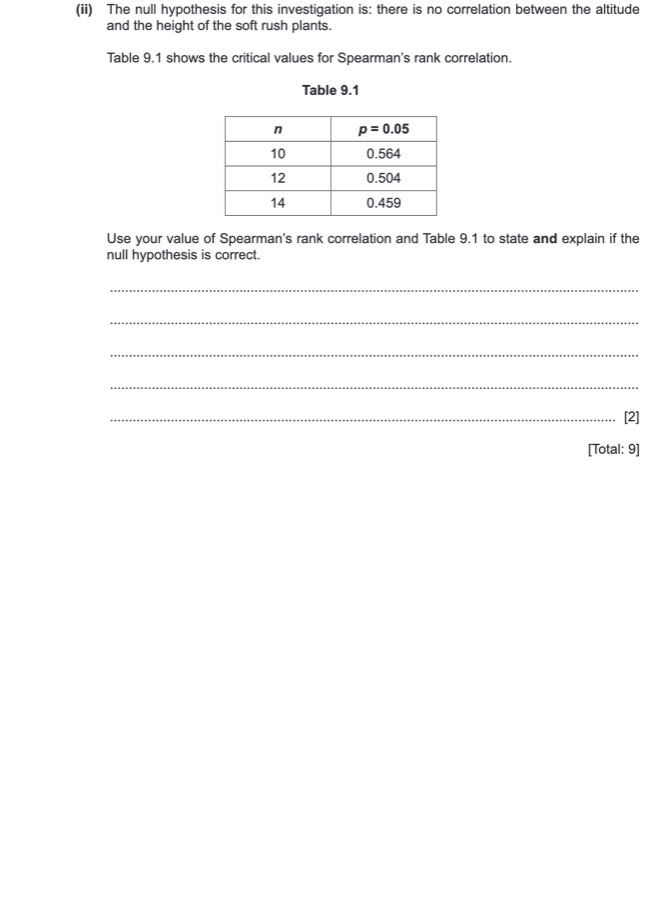 (ii) The null hypothesis for this investigation is: there is no correlation between the altitude
and the height of the soft rush plants.
Table 9.1 shows the critical values for Spearman's rank correlation.
Table 9.1
n p = 0.05
10 0.564
12 0.504
14 0.459
Use your value of Spearman's rank correlation and Table 9.1 to state and explain if the
null hypothesis is correct.
[2]
[Total: 9]